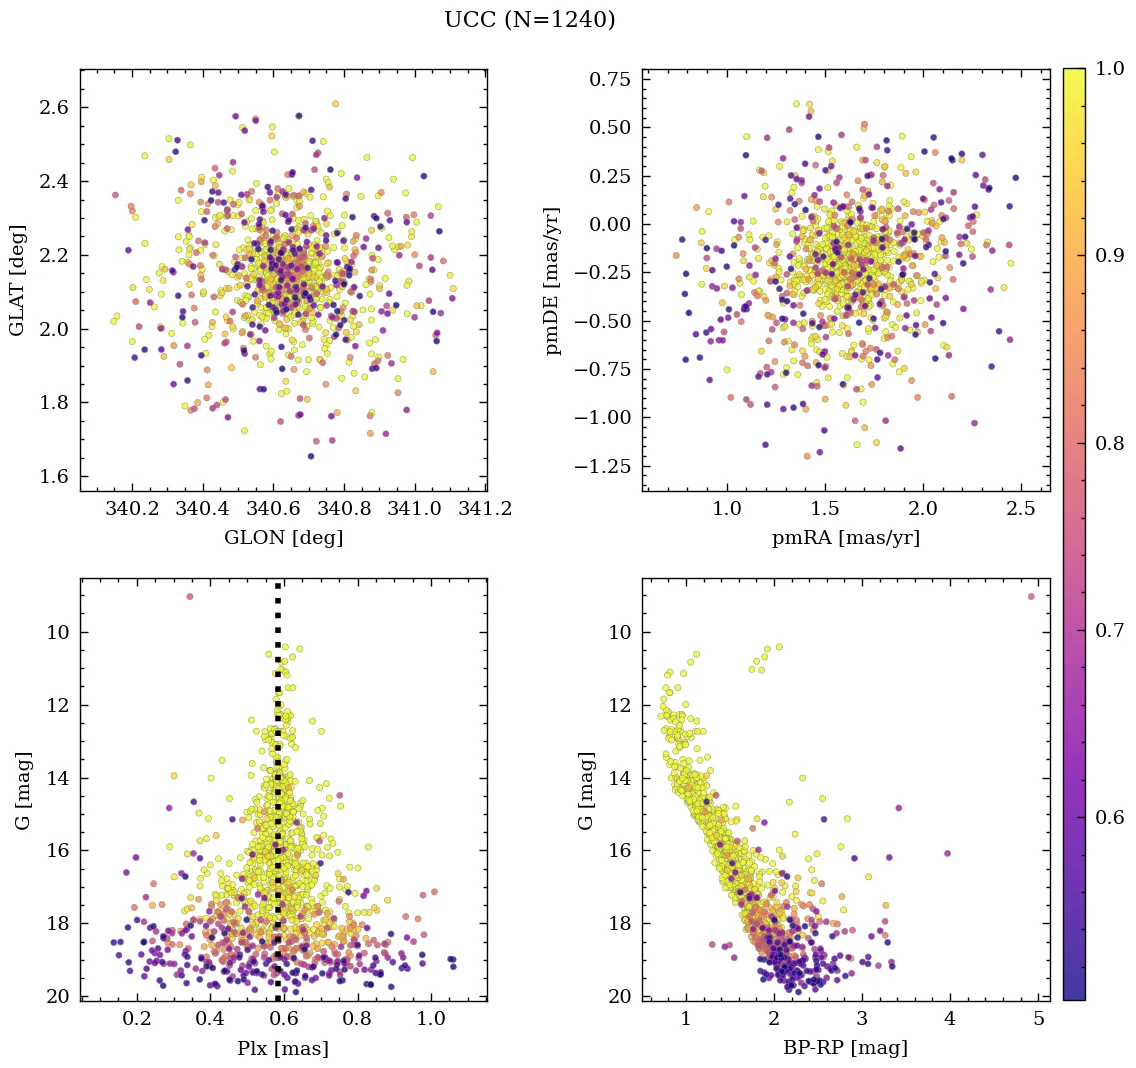 UCC (N=1240)
2.6
2.4
2.2
2.0
1.8
1.6
GLAT [deg]
340.2 340.4 340.6 340.8 341.0 341.2
GLON [deg]
0.75
0.50
0.25
0.00
−0.25
−0.50
−0.75
−1.00
−1.25
pmDE [mas/yr]
1.0 1.5 2.0 2.5
pmRA [mas/yr]
1.0
0.9
0.8
0.7
0.6
10
12
14
16
18
20
G [mag]
0.2 0.4 0.6 0.8 1.0
Plx [mas]
10
12
14
16
18
20
G [mag]
1 2 3 4 5
BP-RP [mag]